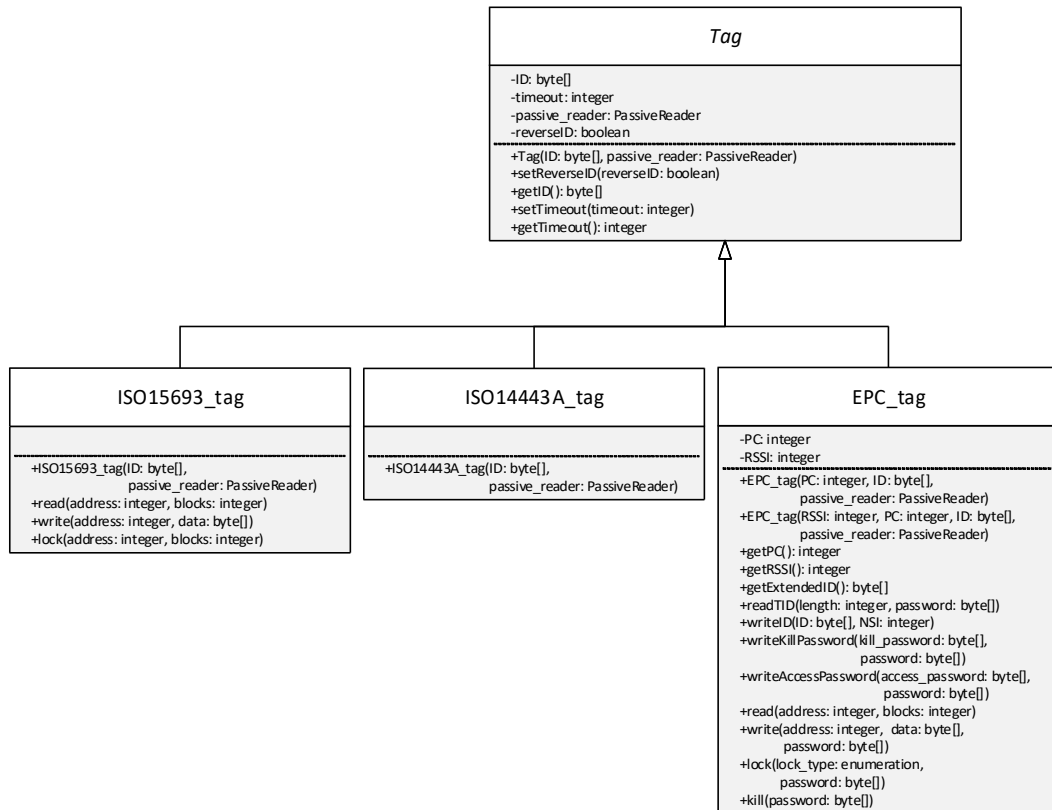 Tag
-ID: byte[]
-timeout: integer
-passive_reader: PassiveReader
-reverseID: boolean
+Tag(ID: byte[], passive_reader: PassiveReader)
+setReverseID(reverseID: boolean)
+getID(): byte[]
+setTimeout(timeout: integer)
+getTimeout(): integer
ISO15693_tag
+ISO15693_tag(ID: byte[],
passive_reader: PassiveReader)
+read(address: integer, blocks: integer)
+write(address: integer, data: byte[])
+lock(address: integer, blocks: integer)
ISO14443A_tag
+ISO14443A_tag(ID: byte[],
passive_reader: PassiveReader)
EPC_tag
-PC: integer
-RSSI: integer
+EPC_tag(PC: integer, ID: byte[],
passive_reader: PassiveReader)
+EPC_tag(RSSI: integer, PC: integer, ID: byte[],
passive_reader: PassiveReader)
+getPC(): integer
+getRSSI(): integer
+getExtendedID(): byte[]
+readTID(length: integer, password: byte[])
+writeID(ID: byte[], NSI: integer)
+writeKillPassword(kill_password: byte[],
password: byte[])
+writeAccessPassword(access_password: byte[],
password: byte[])
+read(address: integer, blocks: integer)
+write(address: integer, data: byte[],
password: byte[])
+lock(lock_type: enumeration,
password: byte[])
+kill(password: byte[])